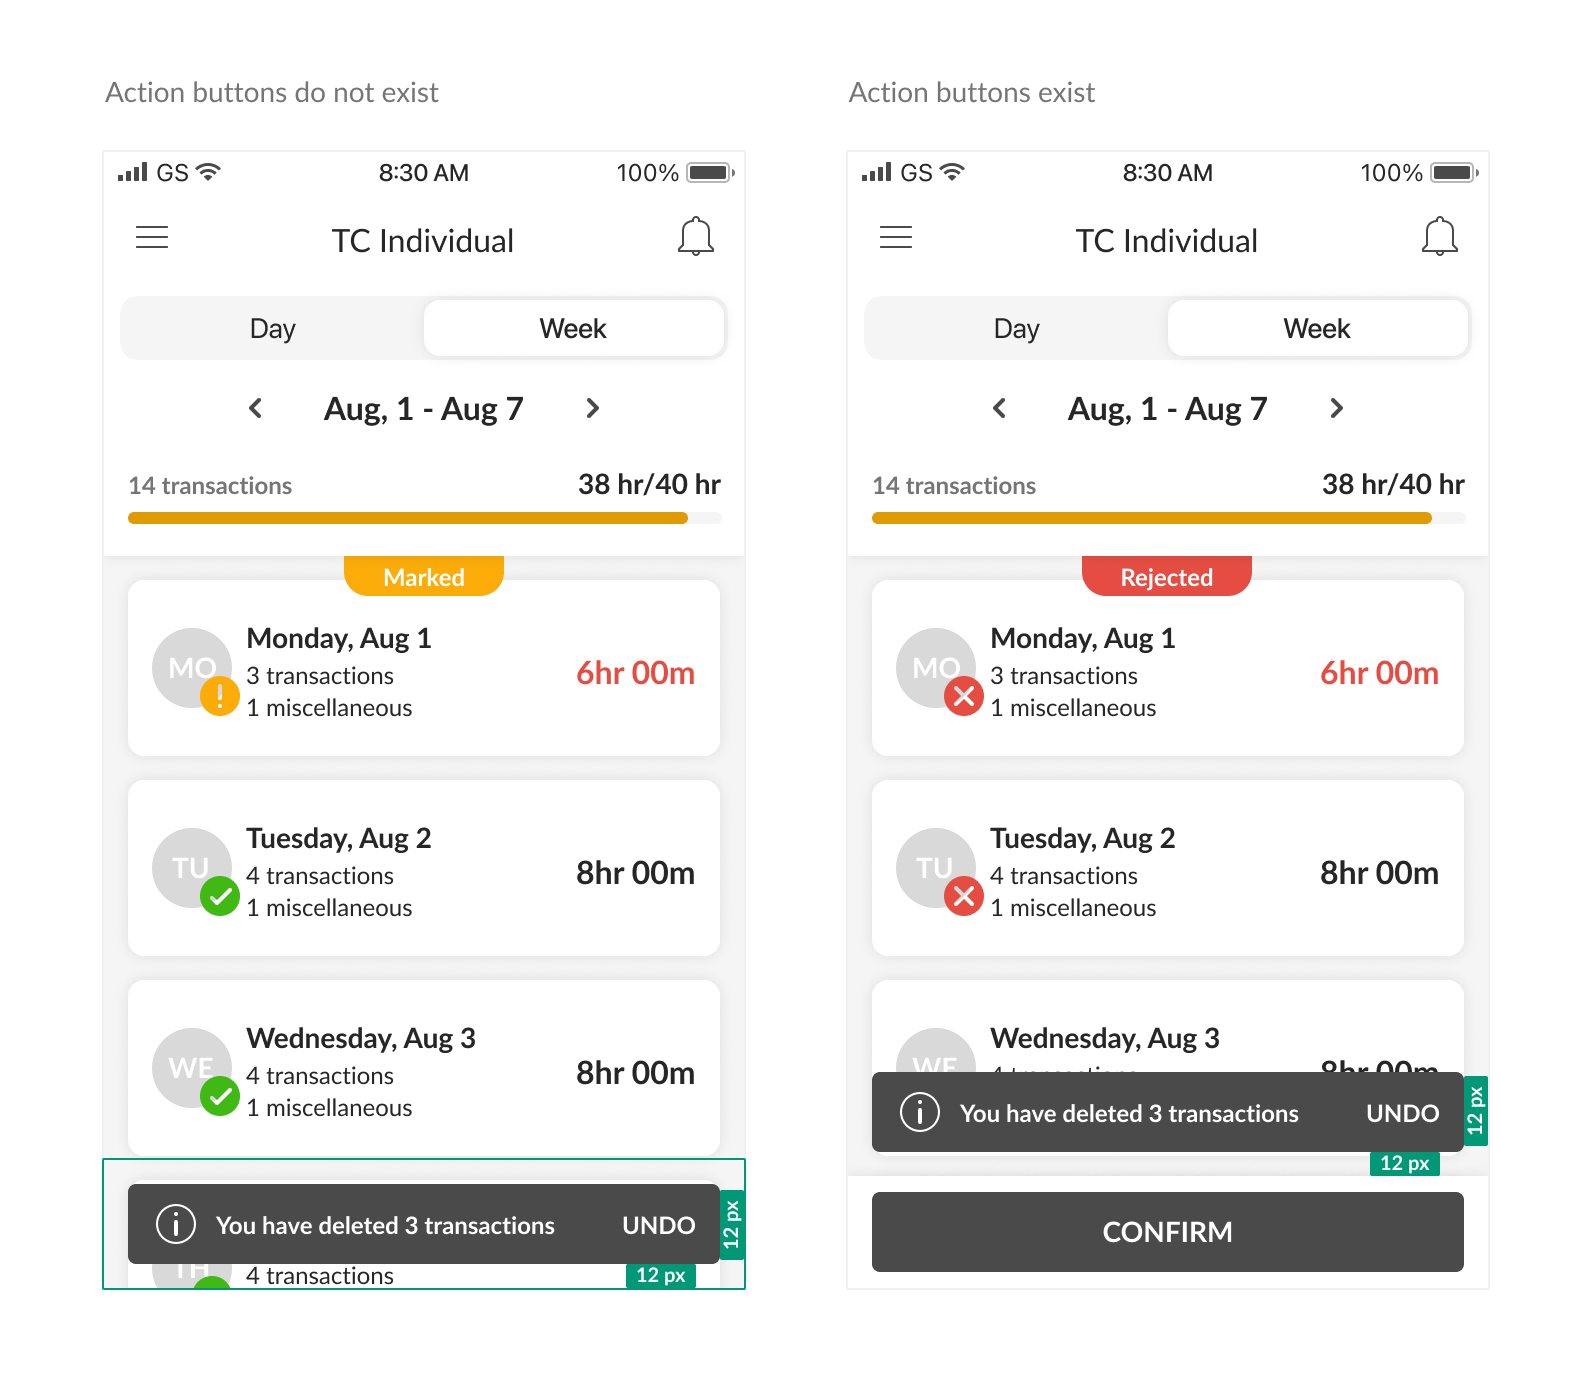 Action buttons do not exist
GS
8:30 AM
100%
TC Individual
Day
Week
Aug, 1 - Aug 7
14 transactions
38 hr/40 hr
Marked
MO
Monday, Aug 1
3 transactions
1 miscellaneous
6hr 00m
TU
Tuesday, Aug 2
4 transactions
1 miscellaneous
8hr 00m
WE
Wednesday, Aug 3
4 transactions
1 miscellaneous
8hr 00m
You have deleted 3 transactions
UNDO
12 px
TH
4 transactions
12 px
Action buttons exist
GS
8:30 AM
100%
TC Individual
Day
Week
Aug, 1 - Aug 7
14 transactions
38 hr/40 hr
Rejected
MO
Monday, Aug 1
3 transactions
1 miscellaneous
6hr 00m
TU
Tuesday, Aug 2
4 transactions
1 miscellaneous
8hr 00m
WE
Wednesday, Aug 3
4 transactions
8hr 00m
You have deleted 3 transactions
UNDO
12 px
12 px
CONFIRM